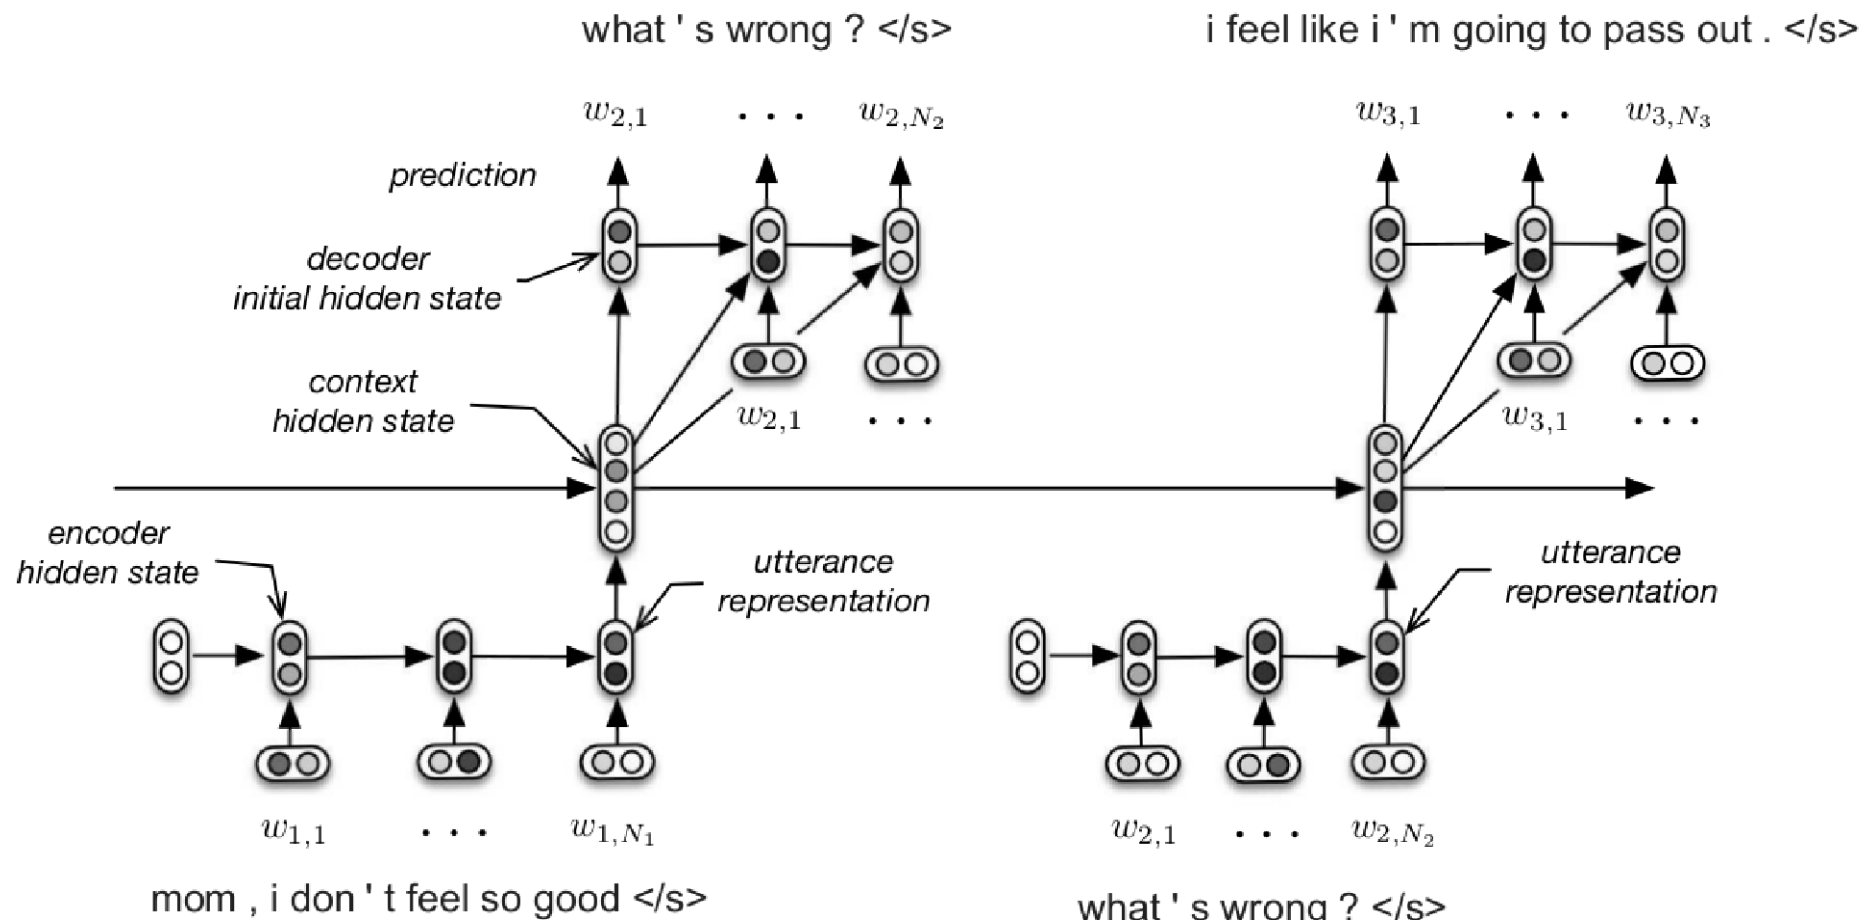 what ' s wrong ? </s>
i feel like i ' m going to pass out . </s>
w2,1 . . . w2,N2
w3,1 . . . w3,N3
prediction
decoder
initial hidden state
context
hidden state
w2,1 . . .
w3,1 . . .
encoder
hidden state
utterance
representation
utterance
representation
w1,1 . . . w1,N1
w2,1 . . . w2,N2
mom , i don ' t feel so good </s>
what ' s wrong ? </s>